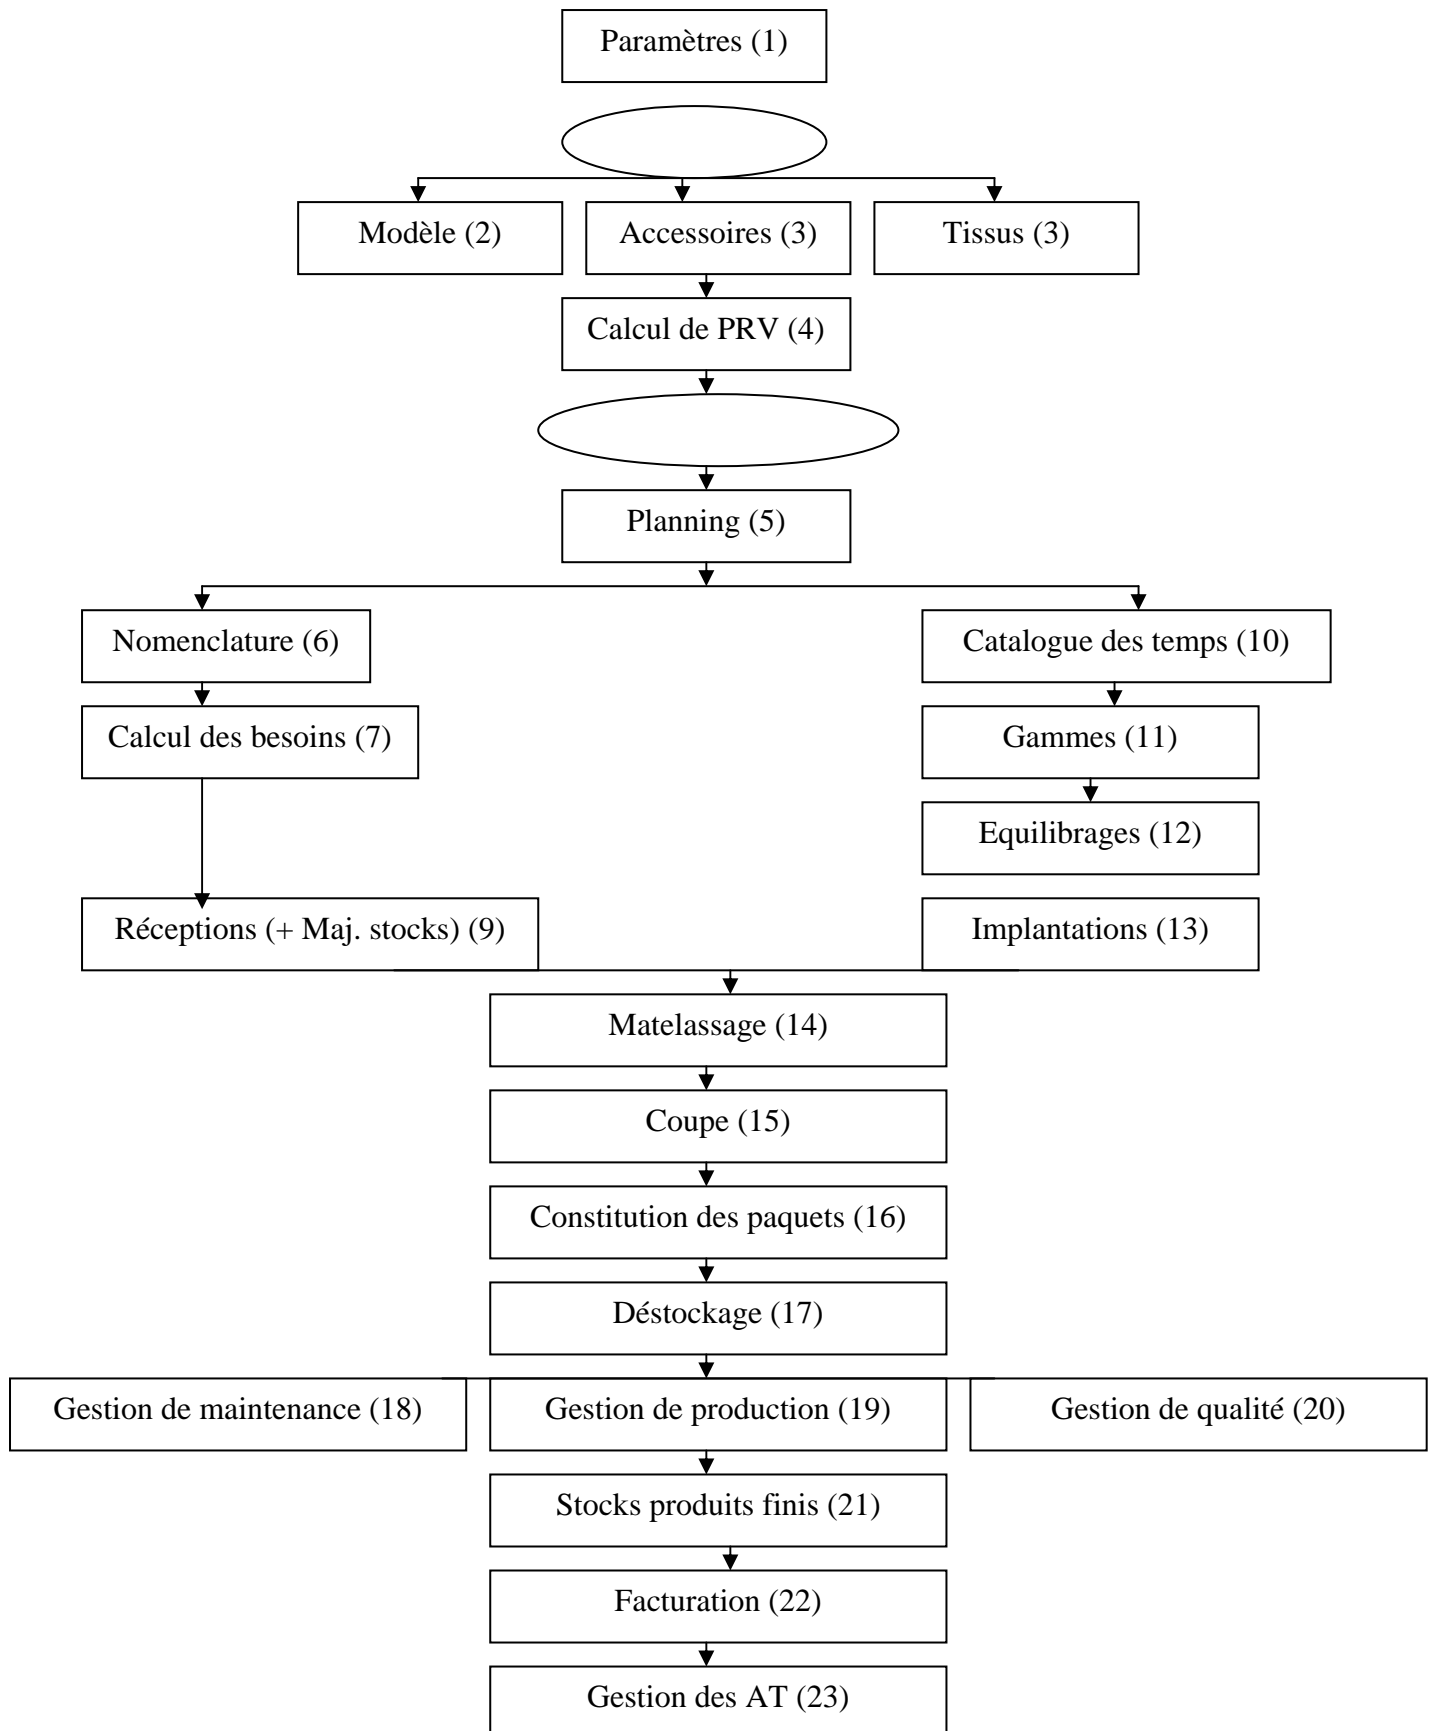 Paramètres (1)
Modèle (2)
Accessoires (3)
Tissus (3)
Calcul de PRV (4)
Planning (5)
Nomenclature (6)
Catalogue des temps (10)
Calcul des besoins (7)
Gammes (11)
Equilibrages (12)
Réceptions (+ Maj. stocks) (9)
Implantations (13)
Matelassage (14)
Coupe (15)
Constitution des paquets (16)
Déstockage (17)
Gestion de maintenance (18)
Gestion de production (19)
Gestion de qualité (20)
Stocks produits finis (21)
Facturation (22)
Gestion des AT (23)